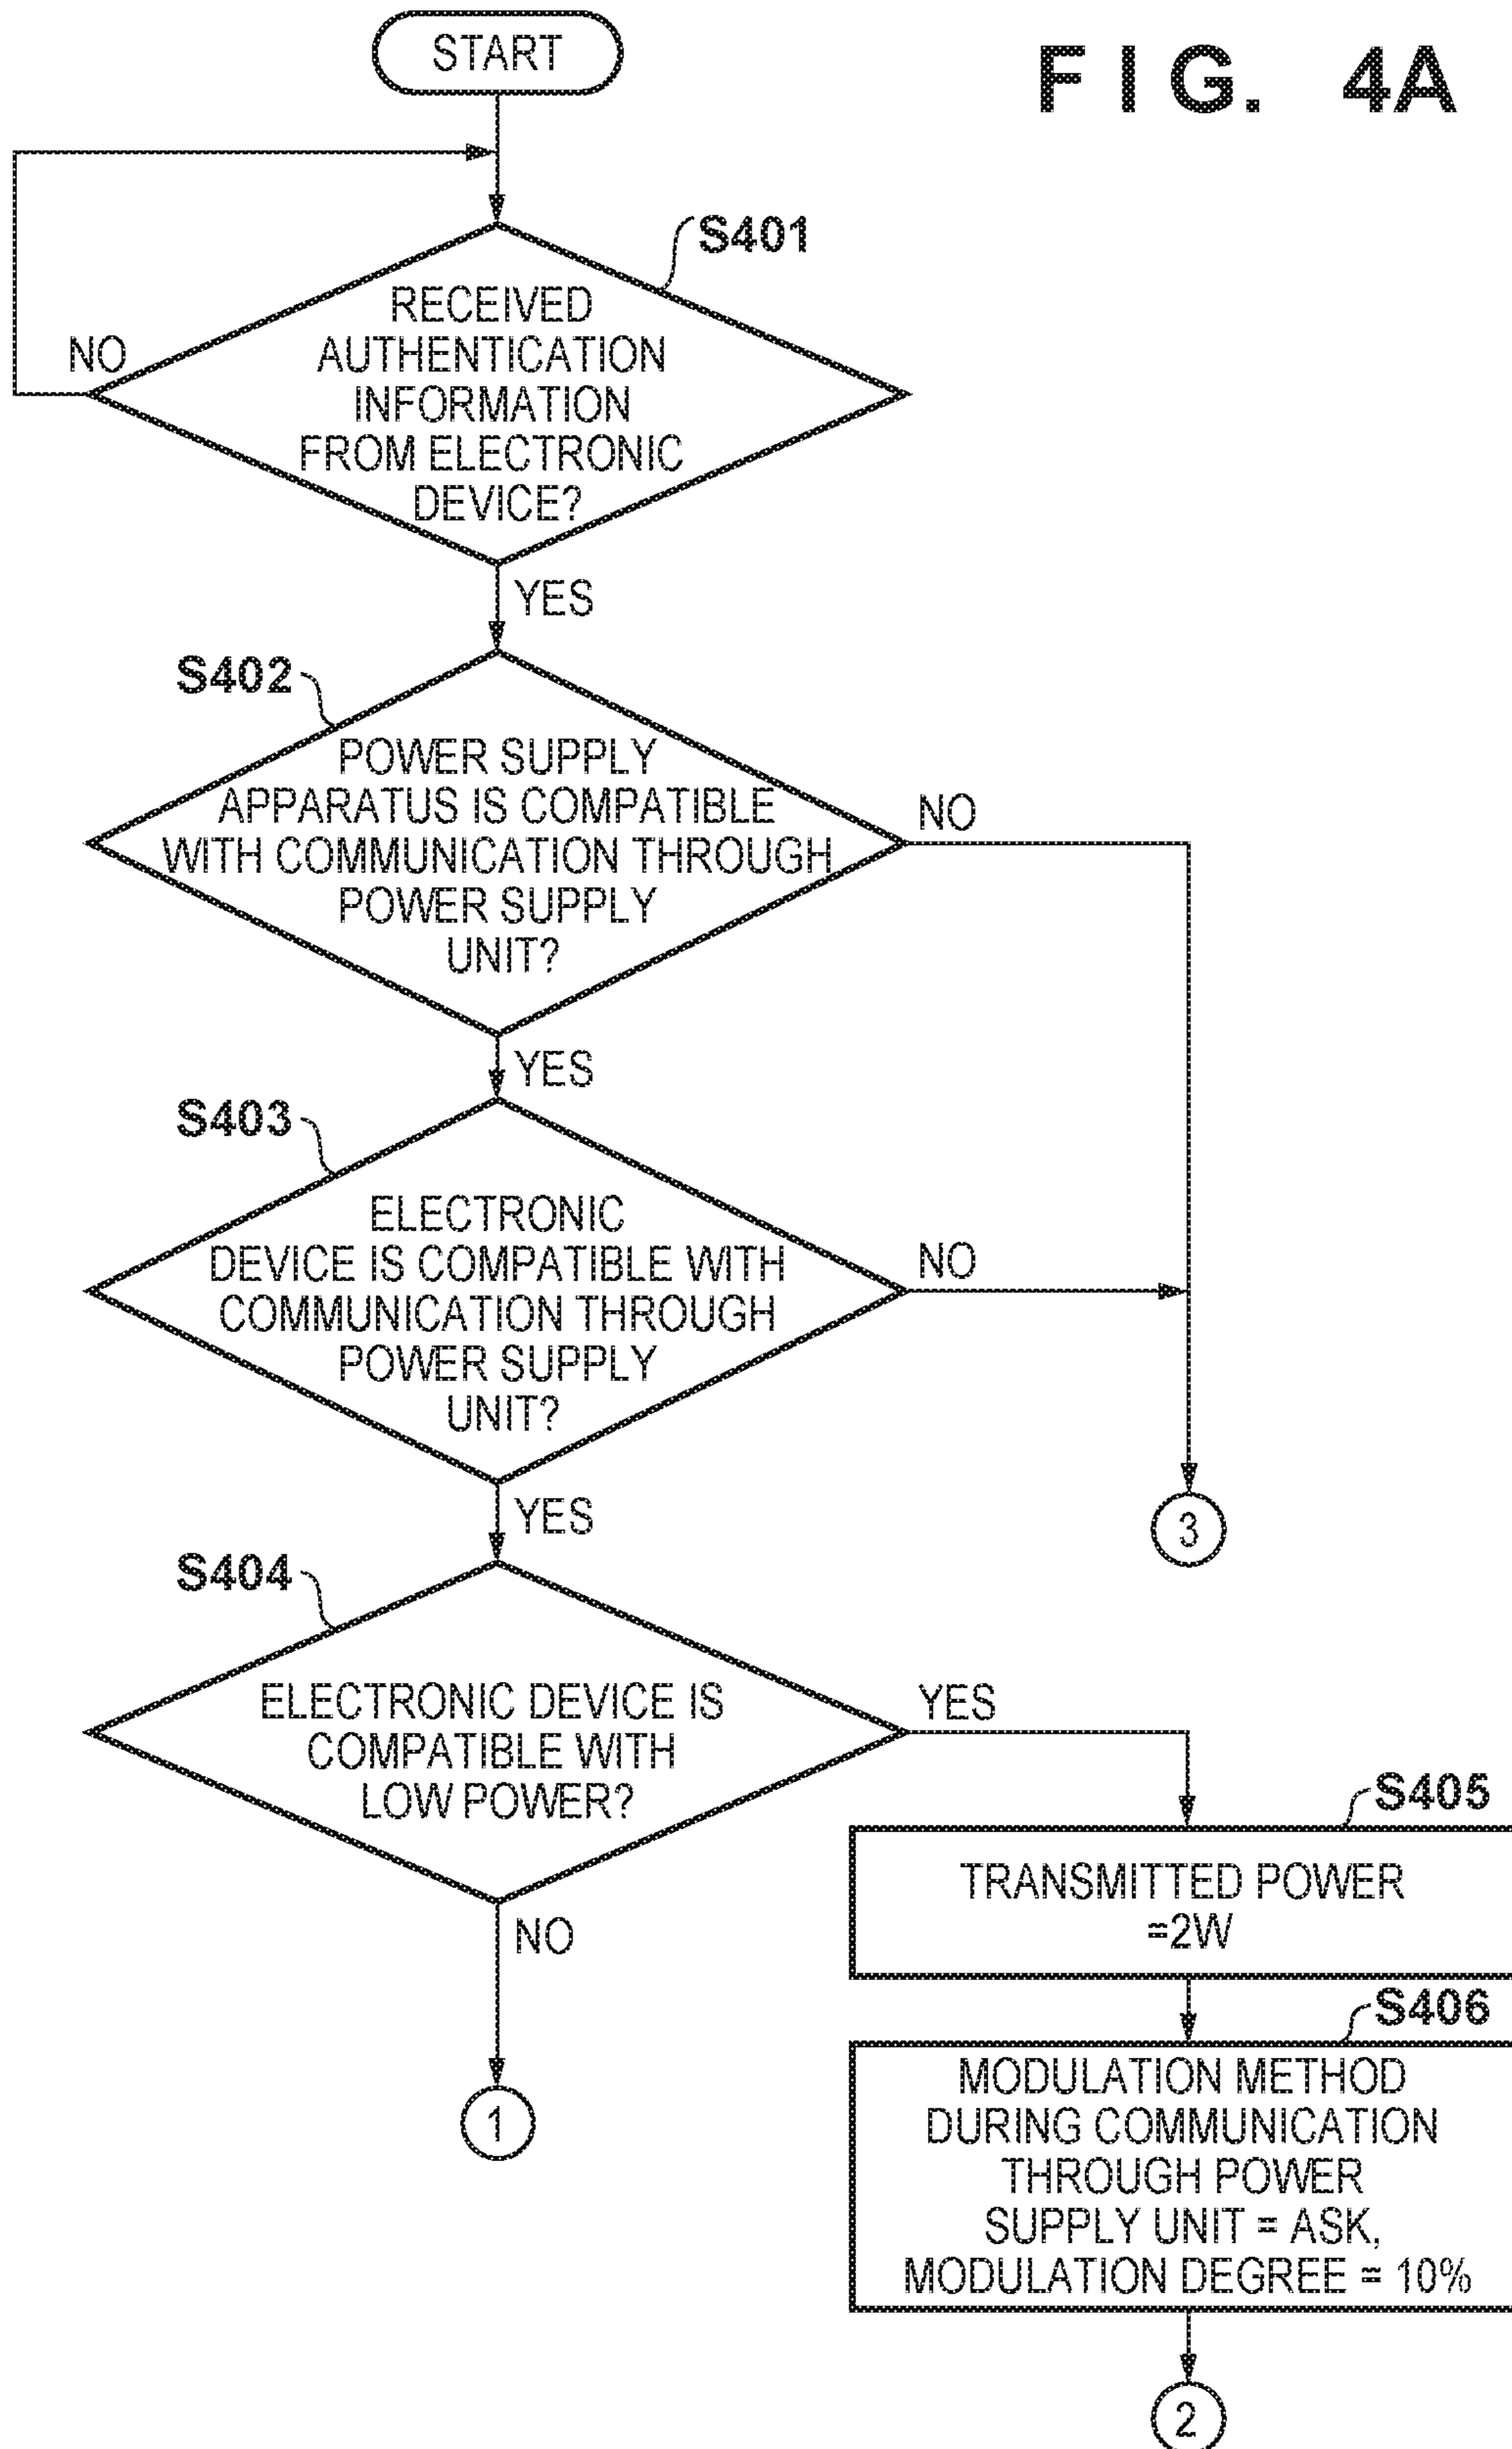 START
FIG. 4A
S401
RECEIVED
AUTHENTICATION
INFORMATION
FROM ELECTRONIC
DEVICE?
NO
YES
S402
POWER SUPPLY
APPARATUS IS COMPATIBLE
WITH COMMUNICATION THROUGH
POWER SUPPLY
UNIT?
NO
YES
S403
ELECTRONIC
DEVICE IS COMPATIBLE WITH
COMMUNICATION THROUGH
POWER SUPPLY
UNIT?
NO
YES
3
S404
ELECTRONIC DEVICE IS
COMPATIBLE WITH
LOW POWER?
YES
NO
1
S405
TRANSMITTED POWER
=2W
S406
MODULATION METHOD
DURING COMMUNICATION
THROUGH POWER
SUPPLY UNIT = ASK,
MODULATION DEGREE = 10%
2